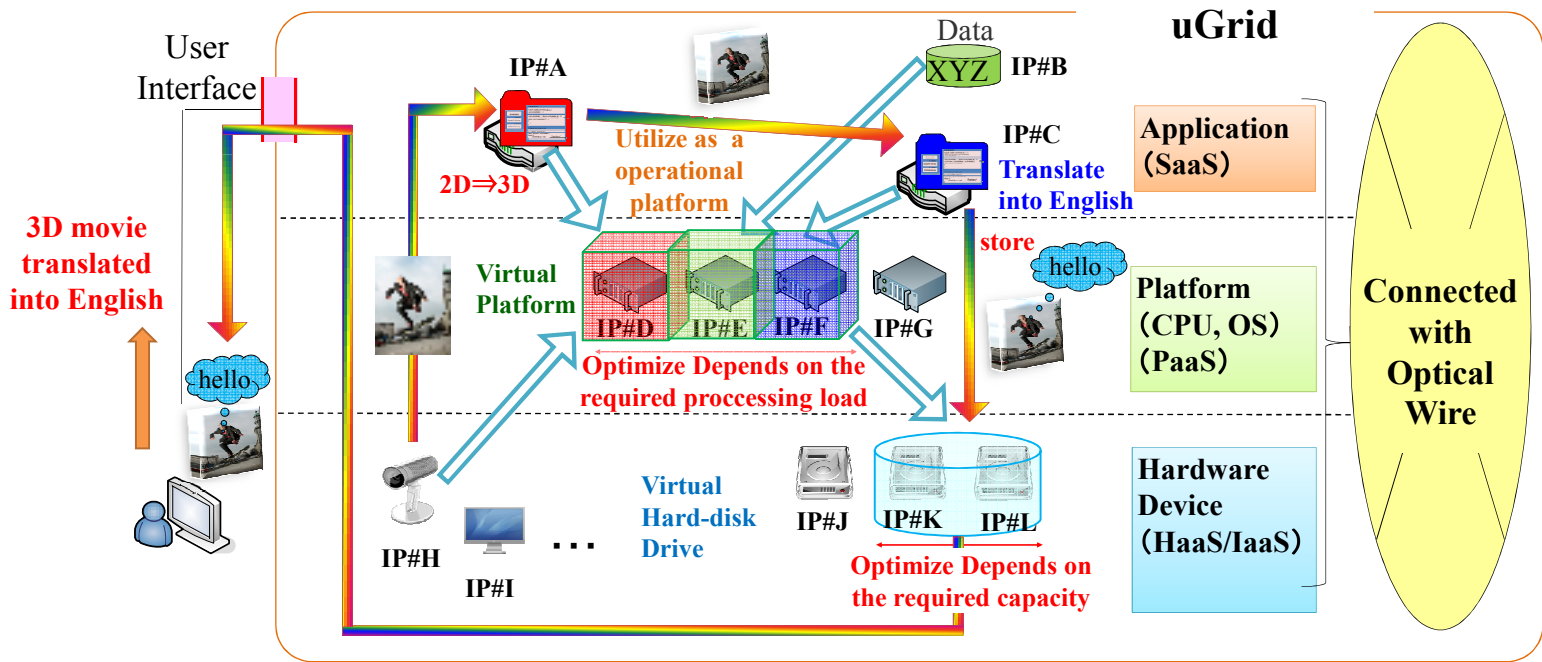 uGrid
User
Interface
Data
XYZ
IP#B
IP#A
IP#C
2D⇒3D
Utilize as a
operational
platform
Translate
into English
Application
(SaaS)
3D movie
translated
into English
store
hello
Virtual
Platform
IP#D
IP#E
IP#F
IP#G
Optimize Depends on the
required proccessing load
Platform
(CPU, OS)
(PaaS)
Connected
with
Optical
Wire
hello
IP#H
IP#I
...
Virtual
Hard-disk
Drive
IP#J
IP#K
IP#L
Optimize Depends on
the required capacity
Hardware
Device
(HaaS/IaaS)